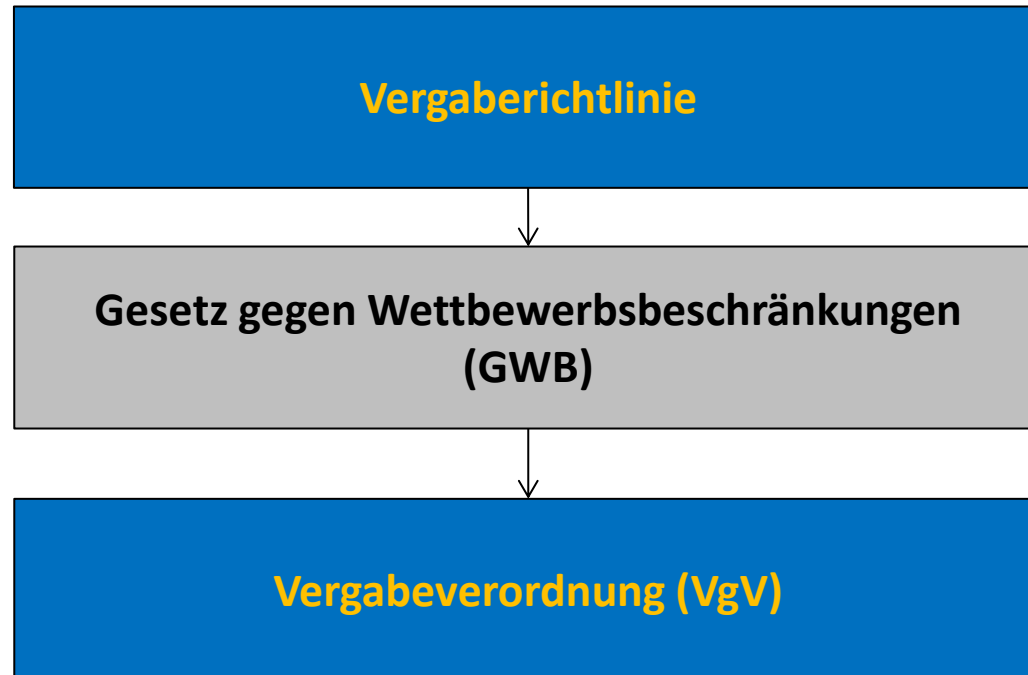 Vergaberichtlinie
Gesetz gegen Wettbewerbsbeschränkungen
(GWB)
Vergabeverordnung (VgV)